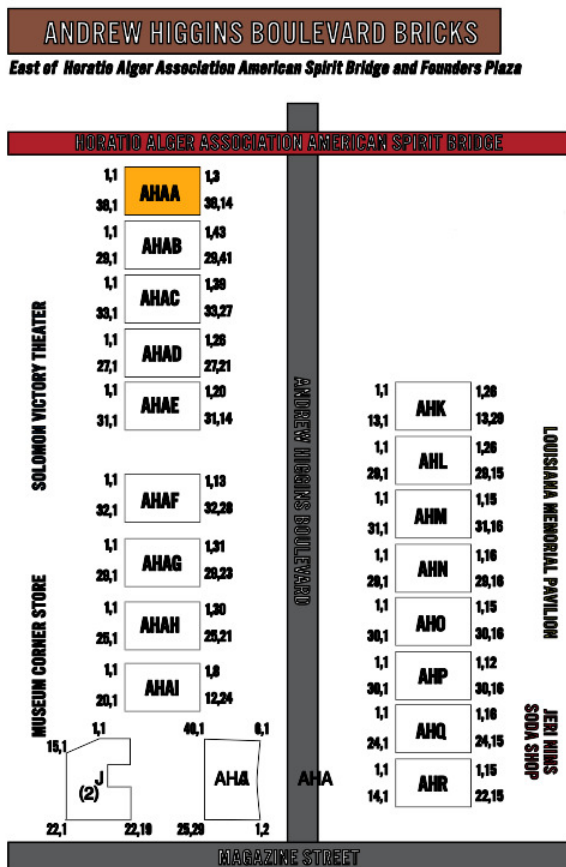 ANDREW HIGGINS BOULEVARD BRICKS
East of Horatio Alger Association American Spirit Bridge and Founders Plaza
HORATIO ALGER ASSOCIATION AMERICAN SPIRIT BRIDGE
1,1 1,3
AHAA
38,1 38,14
1,1 1,43
AHAB
29,1 29,41
1,1 1,39
AHAC
33,1 33,27
1,1 1,26
AHAD
27,1 27,21
1,1 1,20
AHAE
31,1 31,14
1,1 1,13
AHAF
32,1 32,28
1,1 1,31
AHAG
29,1 29,23
1,1 1,30
AHAH
25,1 25,21
1,1 1,8
AHAI
20,1 12,24
SOLOMON VICTORY THEATER
MUSEUM CORNER STORE
1,1
15,1
J
(2)
22,1 22,19
40,1 6,1
25,29 1,2
AHA
ANDREW HIGGINS BOULEVARD
1,1 1,26
AHK
13,1 13,29
1,1 1,26
AHL
29,1 29,15
1,1 1,15
AHM
31,1 31,16
1,1 1,16
AHN
29,1 29,16
1,1 1,15
AHO
30,1 30,16
1,1 1,12
AHP
30,1 30,16
1,1 1,16
AHQ
24,1 24,15
1,1 1,15
AHR
14,1 22,15
LOUISIANA MEMORIAL PAVILION
JERI NIMS
SODA SHOP
MAGAZINE STREET